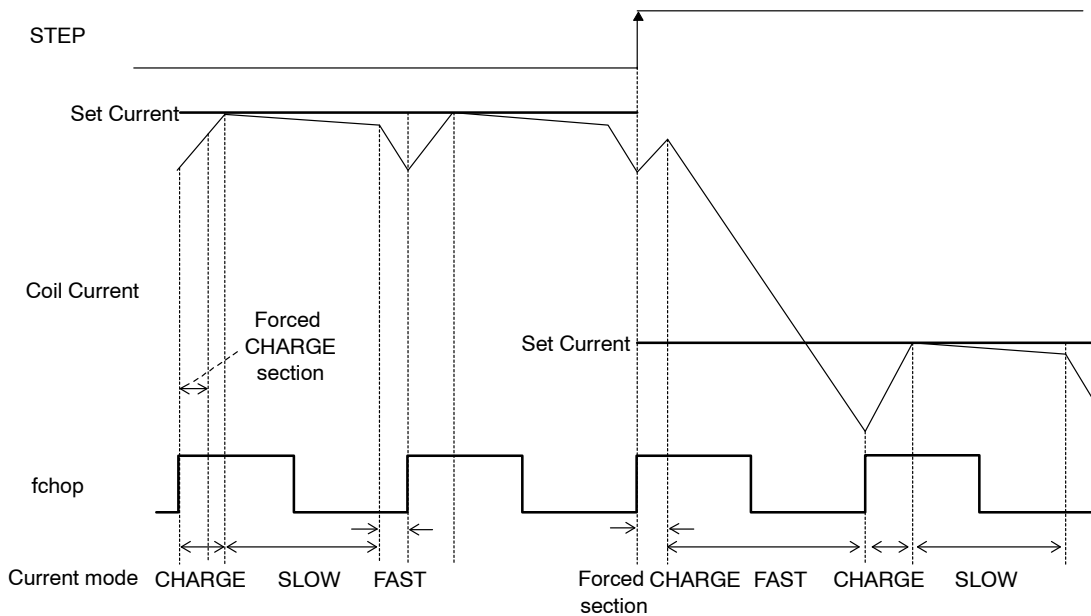 STEP
Set Current
Coil Current
Forced
CHARGE
section
Set Current
fchop
Current mode CHARGE SLOW FAST Forced CHARGE FAST CHARGE SLOW
section